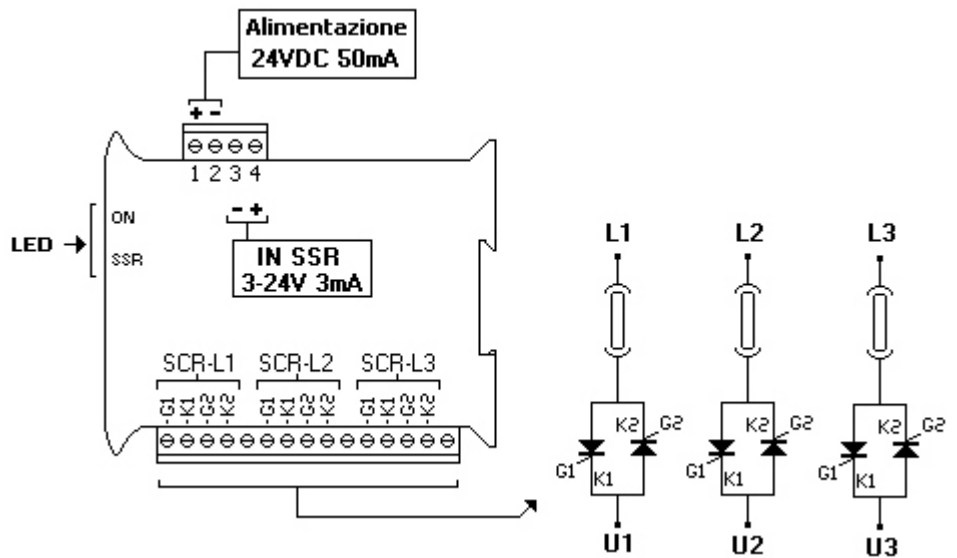 Alimentazione
24VDC 50mA
+ -
1 2 3 4
LED
ON
SSR
- +
IN SSR
3-24V 3mA
SCR-L1 SCR-L2 SCR-L3
G1 K1 G2 K2 G1 K1 G2 K2 G1 K1 G2 K2
L1 L2 L3
K2 G2 K2 G2 K2 G2
G1 K1 G1 K1 G1 K1
U1 U2 U3